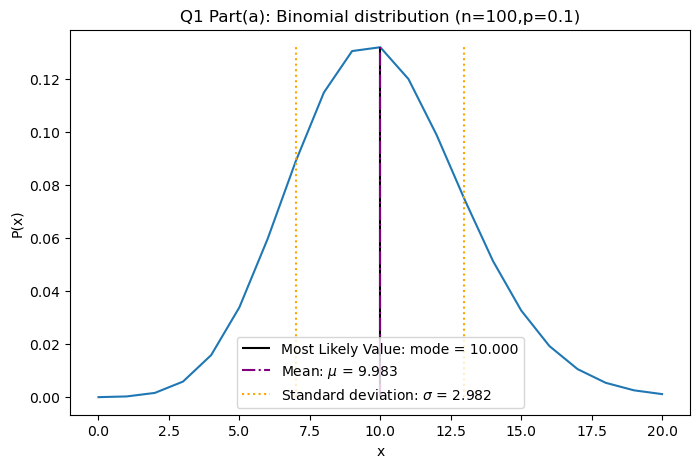 Q1 Part(a): Binomial distribution (n=100,p=0.1)
P(x)
0.12
0.10
0.08
0.06
0.04
0.02
0.00
Most Likely Value: mode = 10.000
Mean: μ = 9.983
Standard deviation: σ = 2.982
0.0 2.5 5.0 7.5 10.0 12.5 15.0 17.5 20.0
x